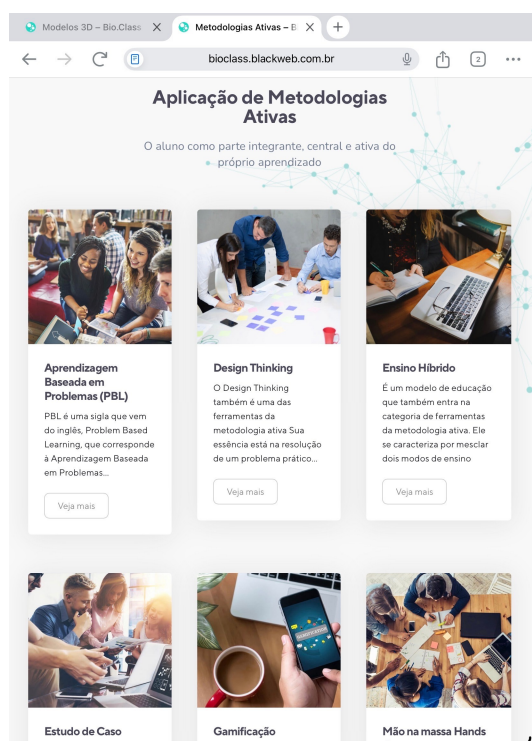 Modelos 3D – Bio.Class
Metodologias Ativas – B
bioclass.blackweb.com.br
2
Aplicação de Metodologias
Ativas
O aluno como parte integrante, central e ativa do
próprio aprendizado
Aprendizagem
Baseada em
Problemas (PBL)
PBL é uma sigla que vem
do inglês, Problem Based
Learning, que corresponde
à Aprendizagem Baseada
em Problemas...
Veja mais
Design Thinking
O Design Thinking
também é uma das
ferramentas da
metodologia ativa Sua
essência está na resolução
de um problema prático...
Veja mais
Ensino Híbrido
É um modelo de educação
que também entra na
categoria de ferramentas
da metodologia ativa. Ele
se caracteriza por mesclar
dois modos de ensino
Veja mais
Estudo de Caso
Gamificação
Mão na massa Hands